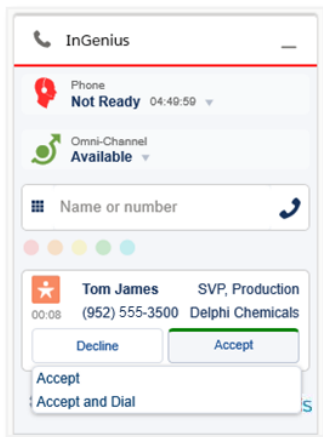 InGenius
Phone
Not Ready 04:49:59
Omni-Channel
Available
Name or number
Tom James SVP, Production
00:08 (952) 555-3500 Delphi Chemicals
Decline Accept
Accept
Accept and Dial